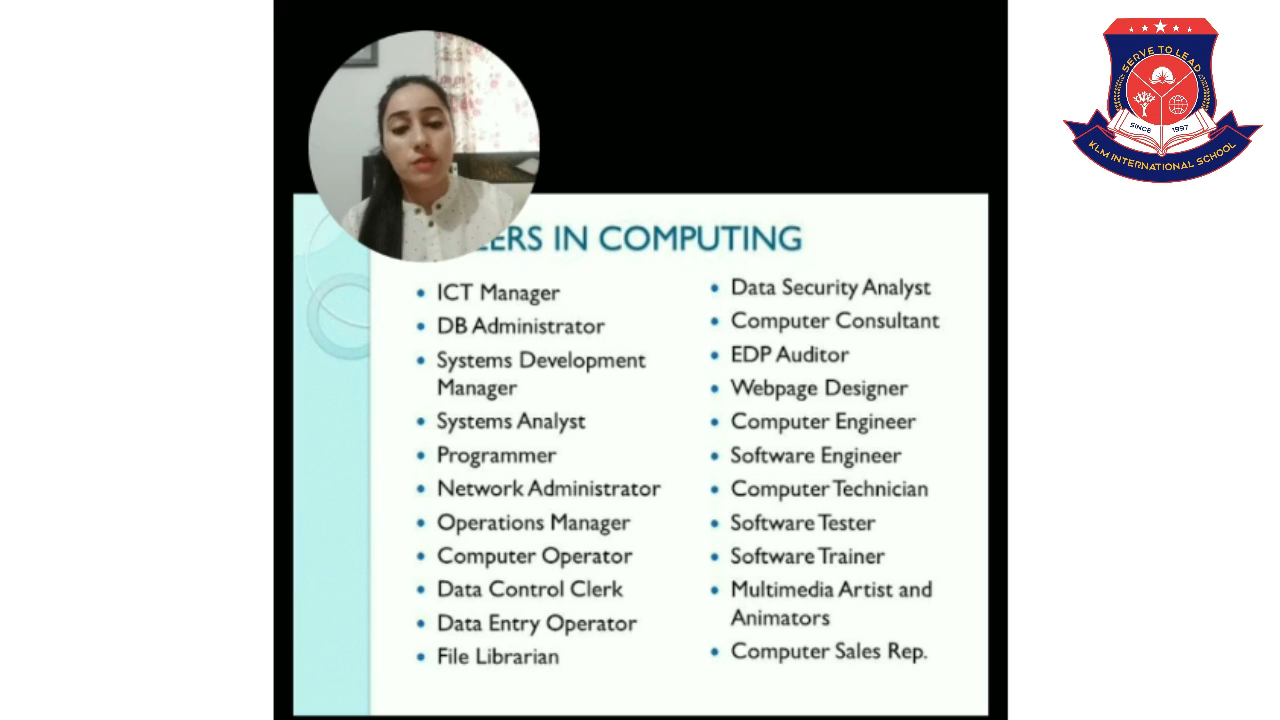 SERVE TO LEAD
SINCE 1997
KLM INTERNATIONAL SCHOOL
IN COMPUTING
• ICT Manager
• DB Administrator
• Systems Development
Manager
• Systems Analyst
• Programmer
• Network Administrator
• Operations Manager
• Computer Operator
• Data Control Clerk
• Data Entry Operator
• File Librarian
• Data Security Analyst
• Computer Consultant
• EDP Auditor
• Webpage Designer
• Computer Engineer
• Software Engineer
• Computer Technician
• Software Tester
• Software Trainer
• Multimedia Artist and
Animators
• Computer Sales Rep.